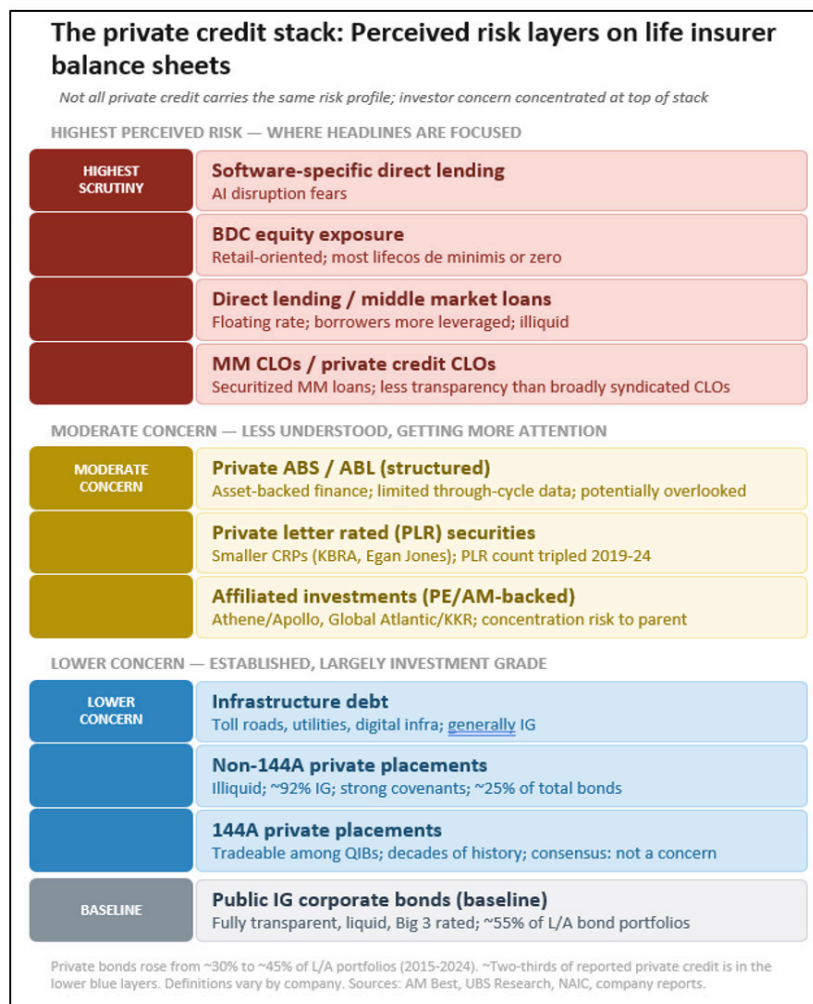 The private credit stack: Perceived risk layers on life insurer
balance sheets
Not all private credit carries the same risk profile; investor concern concentrated at top of stack
HIGHEST PERCEIVED RISK — WHERE HEADLINES ARE FOCUSED
HIGHEST
SCRUTINY
Software-specific direct lending
AI disruption fears
BDC equity exposure
Retail-oriented; most lifecos de minimis or zero
Direct lending / middle market loans
Floating rate; borrowers more leveraged; illiquid
MM CLOs / private credit CLOs
Securitized MM loans; less transparency than broadly syndicated CLOs
MODERATE CONCERN — LESS UNDERSTOOD, GETTING MORE ATTENTION
MODERATE
CONCERN
Private ABS / ABL (structured)
Asset-backed finance; limited through-cycle data; potentially overlooked
Private letter rated (PLR) securities
Smaller CRPs (KBRA, Egan Jones); PLR count tripled 2019-24
Affiliated investments (PE/AM-backed)
Athene/Apollo, Global Atlantic/KKR; concentration risk to parent
LOWER CONCERN — ESTABLISHED, LARGELY INVESTMENT GRADE
LOWER
CONCERN
Infrastructure debt
Toll roads, utilities, digital infra; generally IG
Non-144A private placements
Illiquid; ~92% IG; strong covenants; ~25% of total bonds
144A private placements
Tradeable among QIBs; decades of history; consensus: not a concern
BASELINE
Public IG corporate bonds (baseline)
Fully transparent, liquid, Big 3 rated; ~55% of L/A bond portfolios
Private bonds rose from ~30% to ~45% of L/A portfolios (2015-2024). ~Two-thirds of reported private credit is in the
lower blue layers. Definitions vary by company. Sources: AM Best, UBS Research, NAIC, company reports.